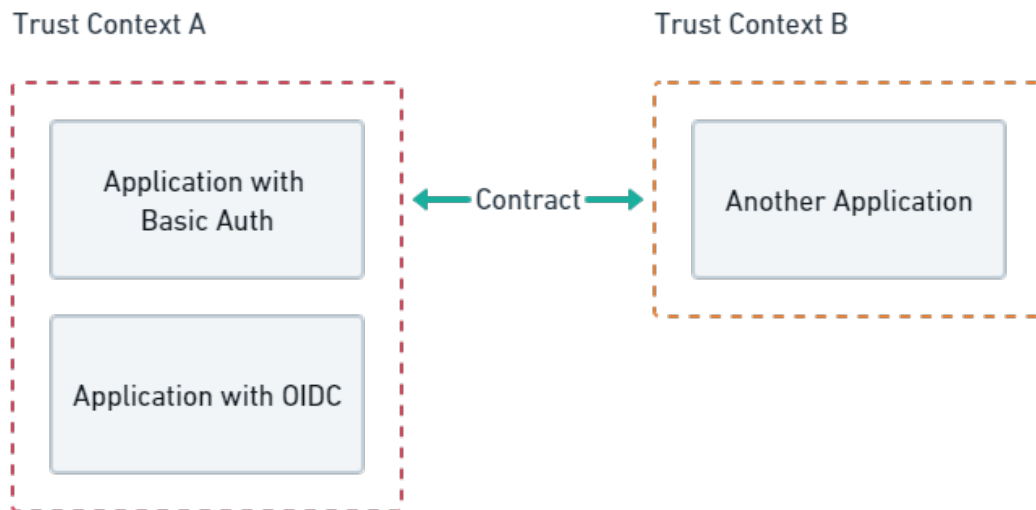 Trust Context A
Trust Context B
Application with
Basic Auth
Contract
Another Application
Application with OIDC